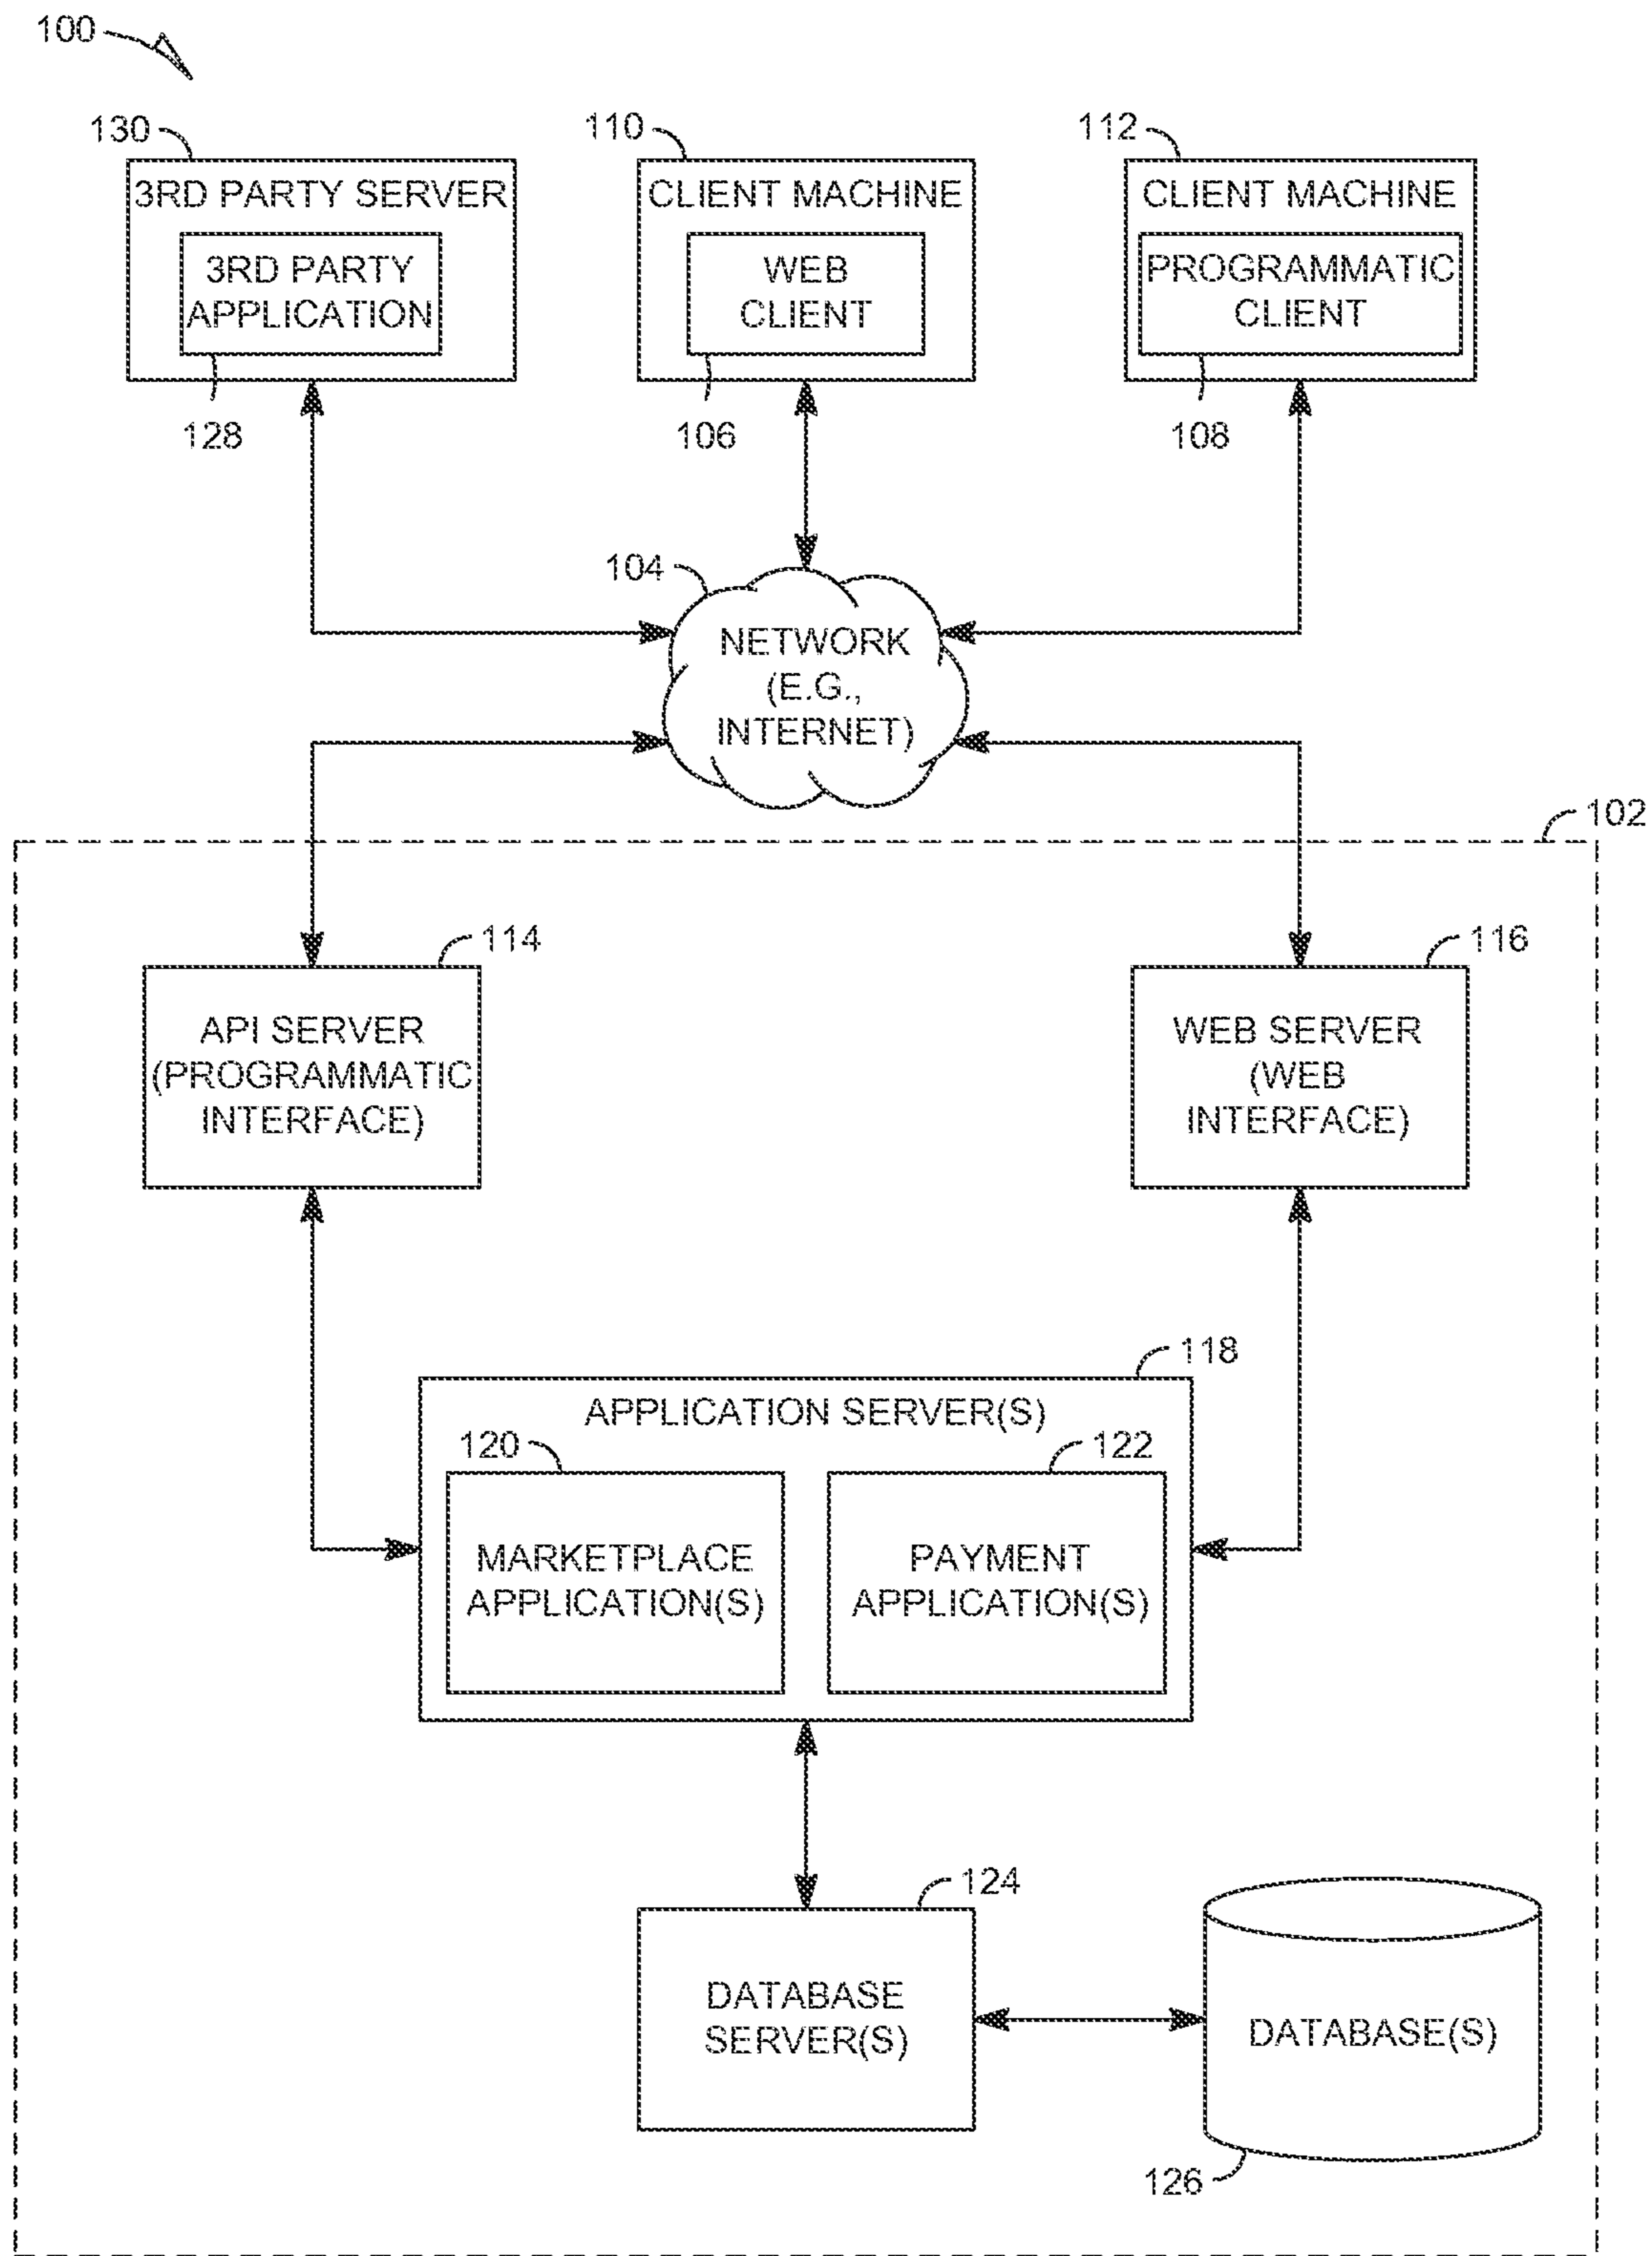 100
130
110
112
3RD PARTY SERVER
CLIENT MACHINE
CLIENT MACHINE
3RD PARTY
APPLICATION
WEB
CLIENT
PROGRAMMATIC
CLIENT
128
106
108
104
NETWORK
(E.G.,
INTERNET)
102
114
116
API SERVER
(PROGRAMMATIC
INTERFACE)
WEB SERVER
(WEB
INTERFACE)
118
APPLICATION SERVER(S)
120
122
MARKETPLACE
APPLICATION(S)
PAYMENT
APPLICATION(S)
124
DATABASE
SERVER(S)
DATABASE(S)
126